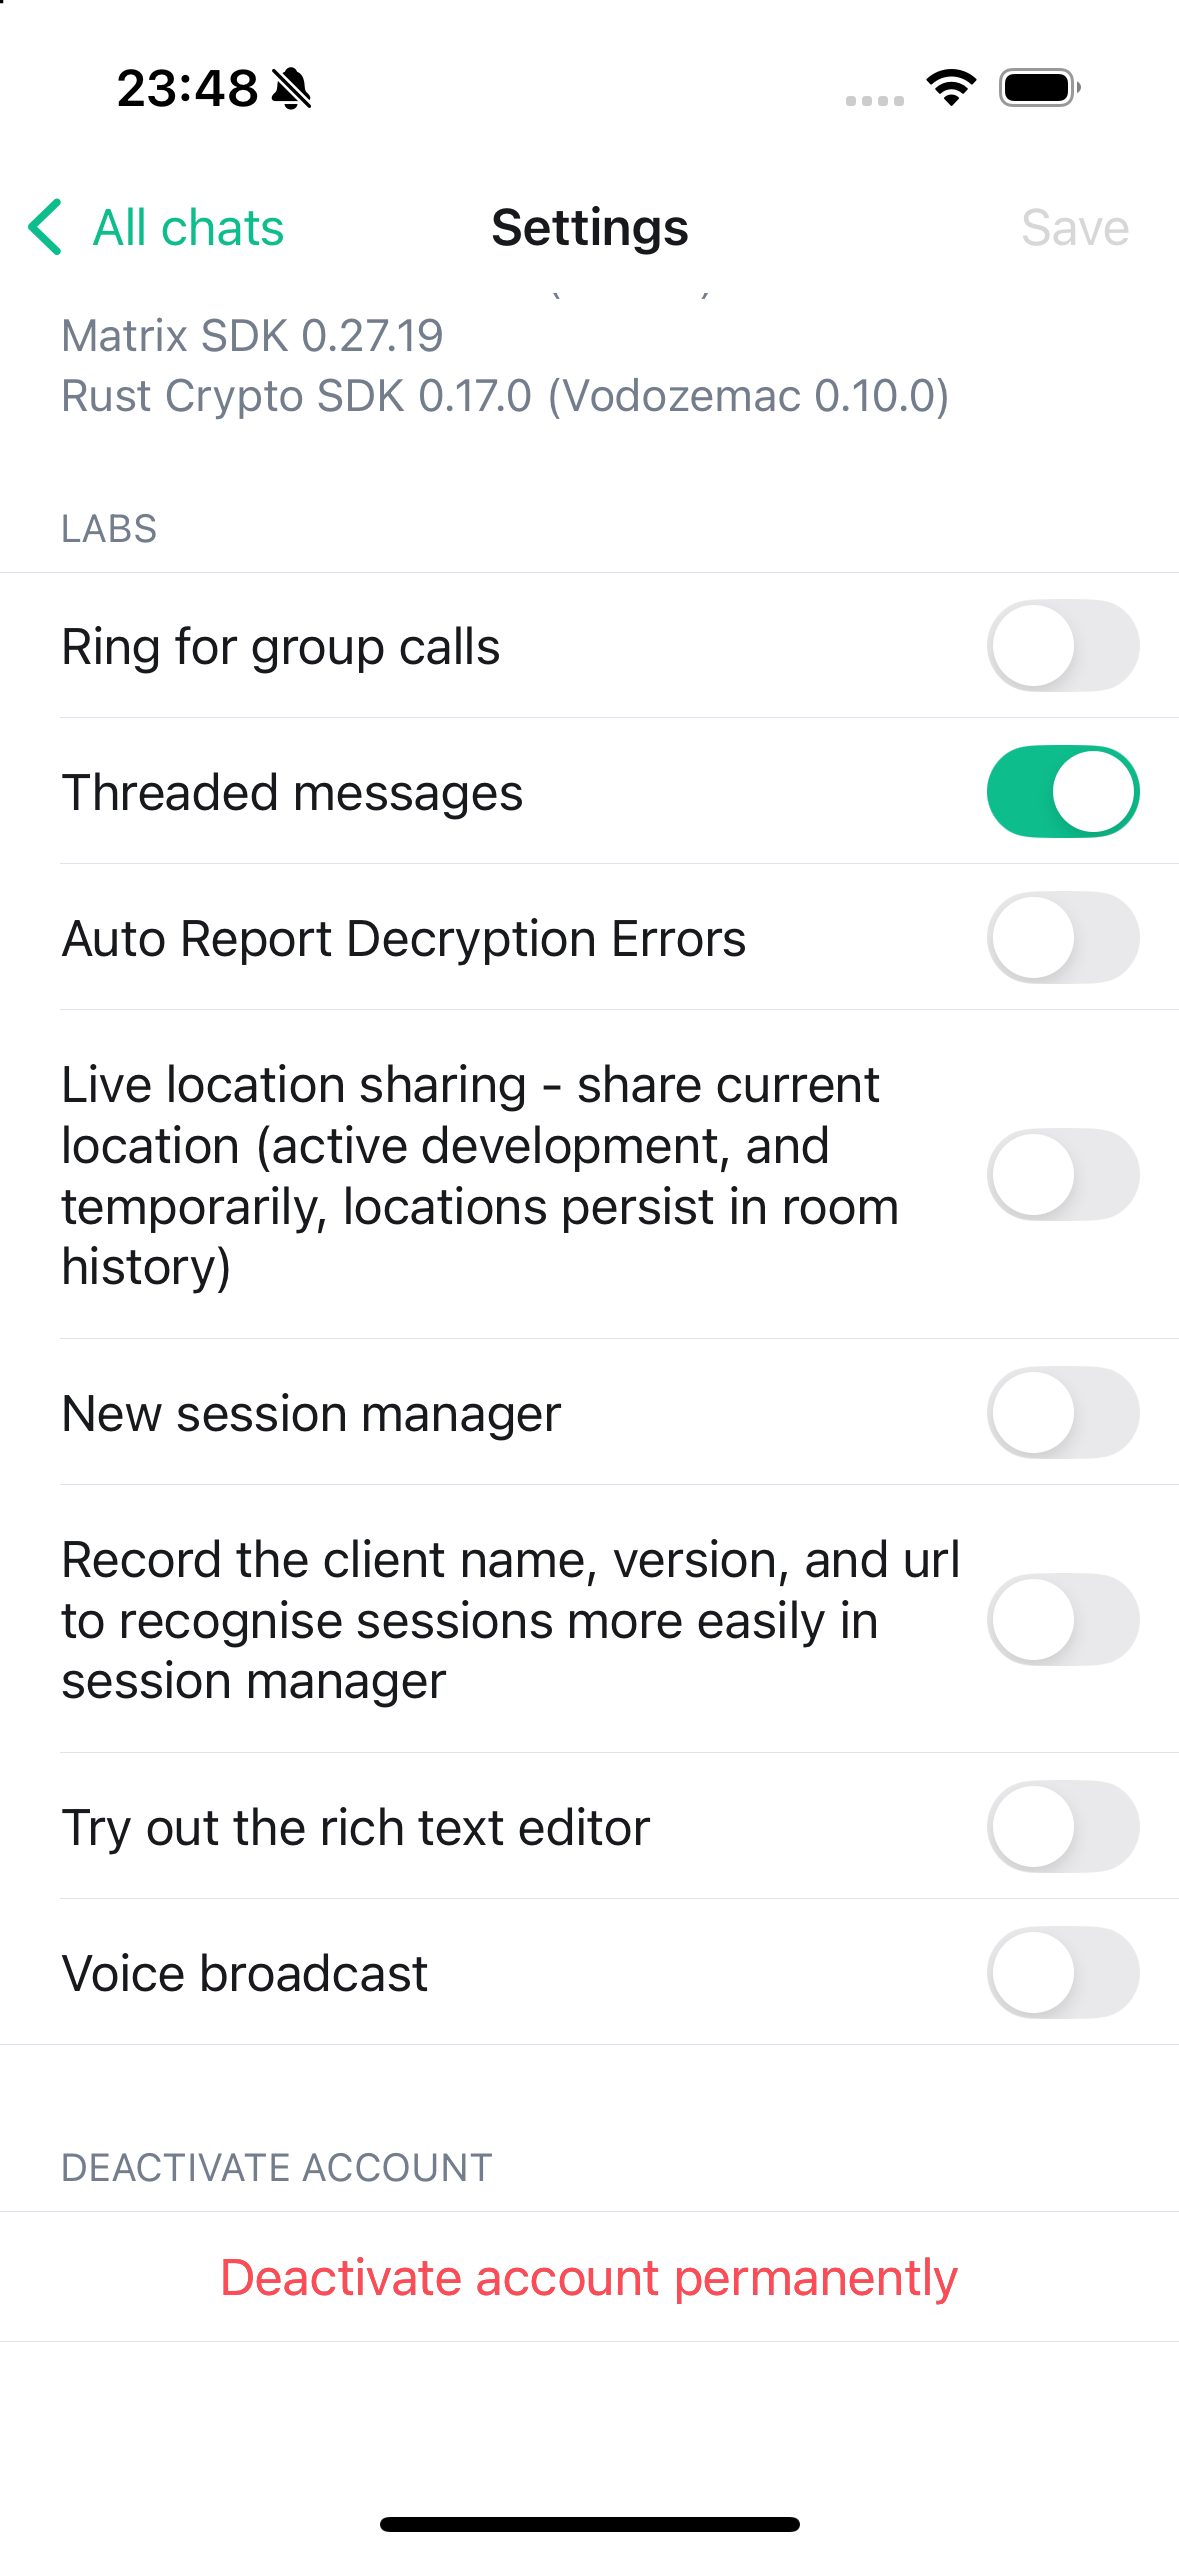 23:48
All chats
Settings
Save
Matrix SDK 0.27.19
Rust Crypto SDK 0.17.0 (Vodozemac 0.10.0)
LABS
Ring for group calls
Threaded messages
Auto Report Decryption Errors
Live location sharing - share current
location (active development, and
temporarily, locations persist in room
history)
New session manager
Record the client name, version, and url
to recognise sessions more easily in
session manager
Try out the rich text editor
Voice broadcast
DEACTIVATE ACCOUNT
Deactivate account permanently